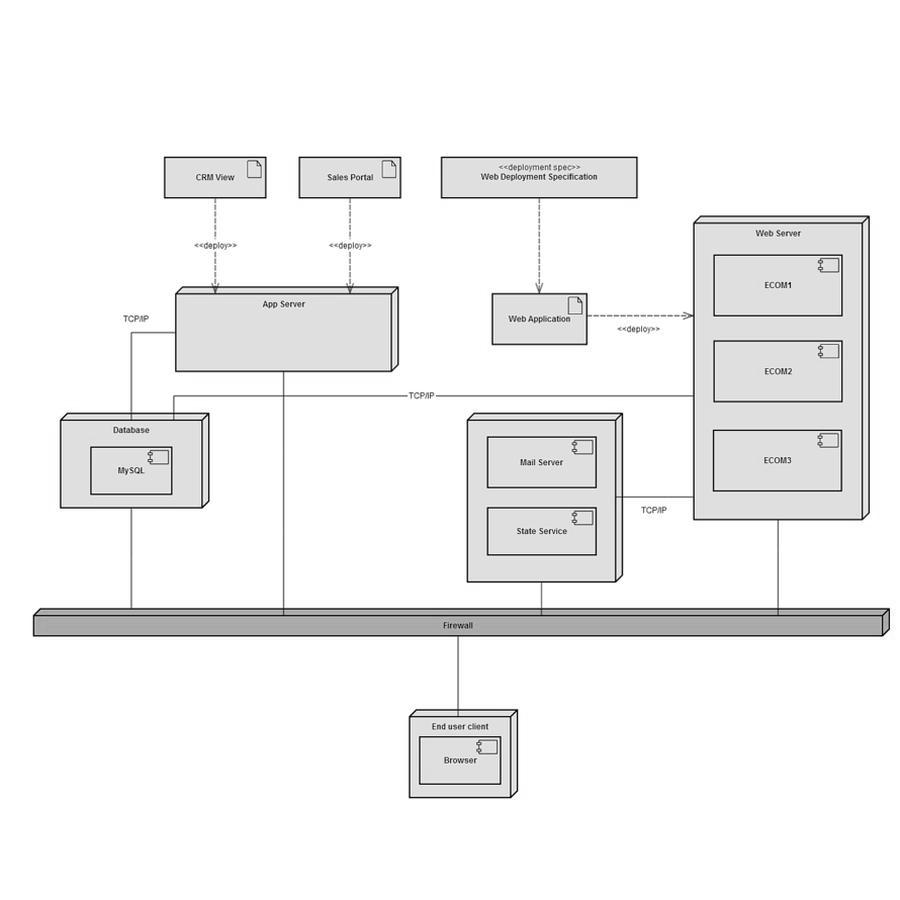 CRM View
Sales Portal
<<deployment spec>>
Web Deployment Specification
Web Server
<<deploy>>
<<deploy>>
ECOM1
App Server
TCP/IP
Web Application
<<deploy>>
ECOM2
TCP/IP
Database
MySQL
Mail Server
ECOM3
TCP/IP
State Service
Firewall
End user client
Browser